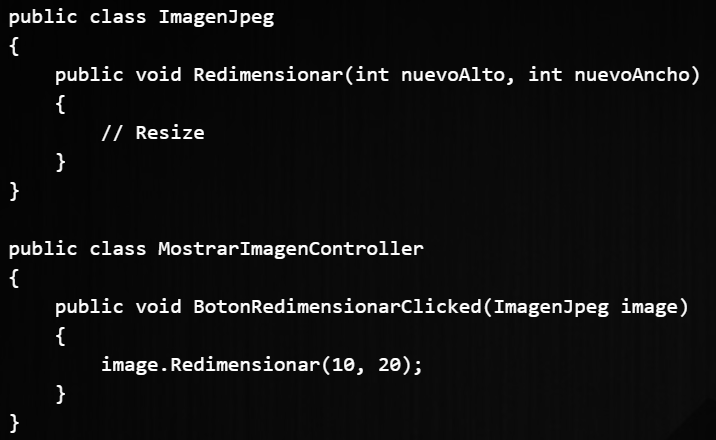 public class ImagenJpeg
{
    public void Redimensionar(int nuevoAlto, int nuevoAncho)
    {
        // Resize
    }
}

public class MostrarImagenController
{
    public void BotonRedimensionarClicked(ImagenJpeg image)
    {
        image.Redimensionar(10, 20);
    }
}